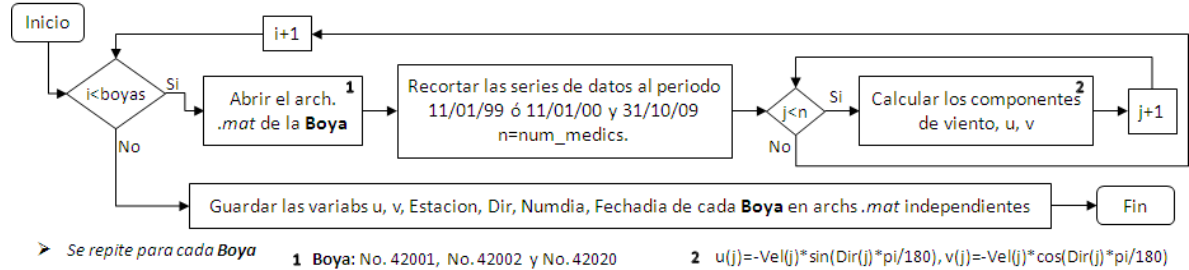 Inicio
i+1
i<boyas
Si
No
1
Abrir el arch.
.mat de la Boya
Recortar las series de datos al periodo
11/01/99 ó 11/01/00 y 31/10/09
n=num_medics.
j<n
Si
No
2
Calcular los componentes
de viento, u, v
j+1
Guardar las variabs u, v, Estacion, Dir, Numdia, Fechadia de cada Boya en archs .mat independientes
Fin
➤ Se repite para cada Boya
1 Boya: No. 42001, No. 42002 y No. 42020
2 u(j)=-Vel(j)*sin(Dir(j)*pi/180), v(j)=-Vel(j)*cos(Dir(j)*pi/180)